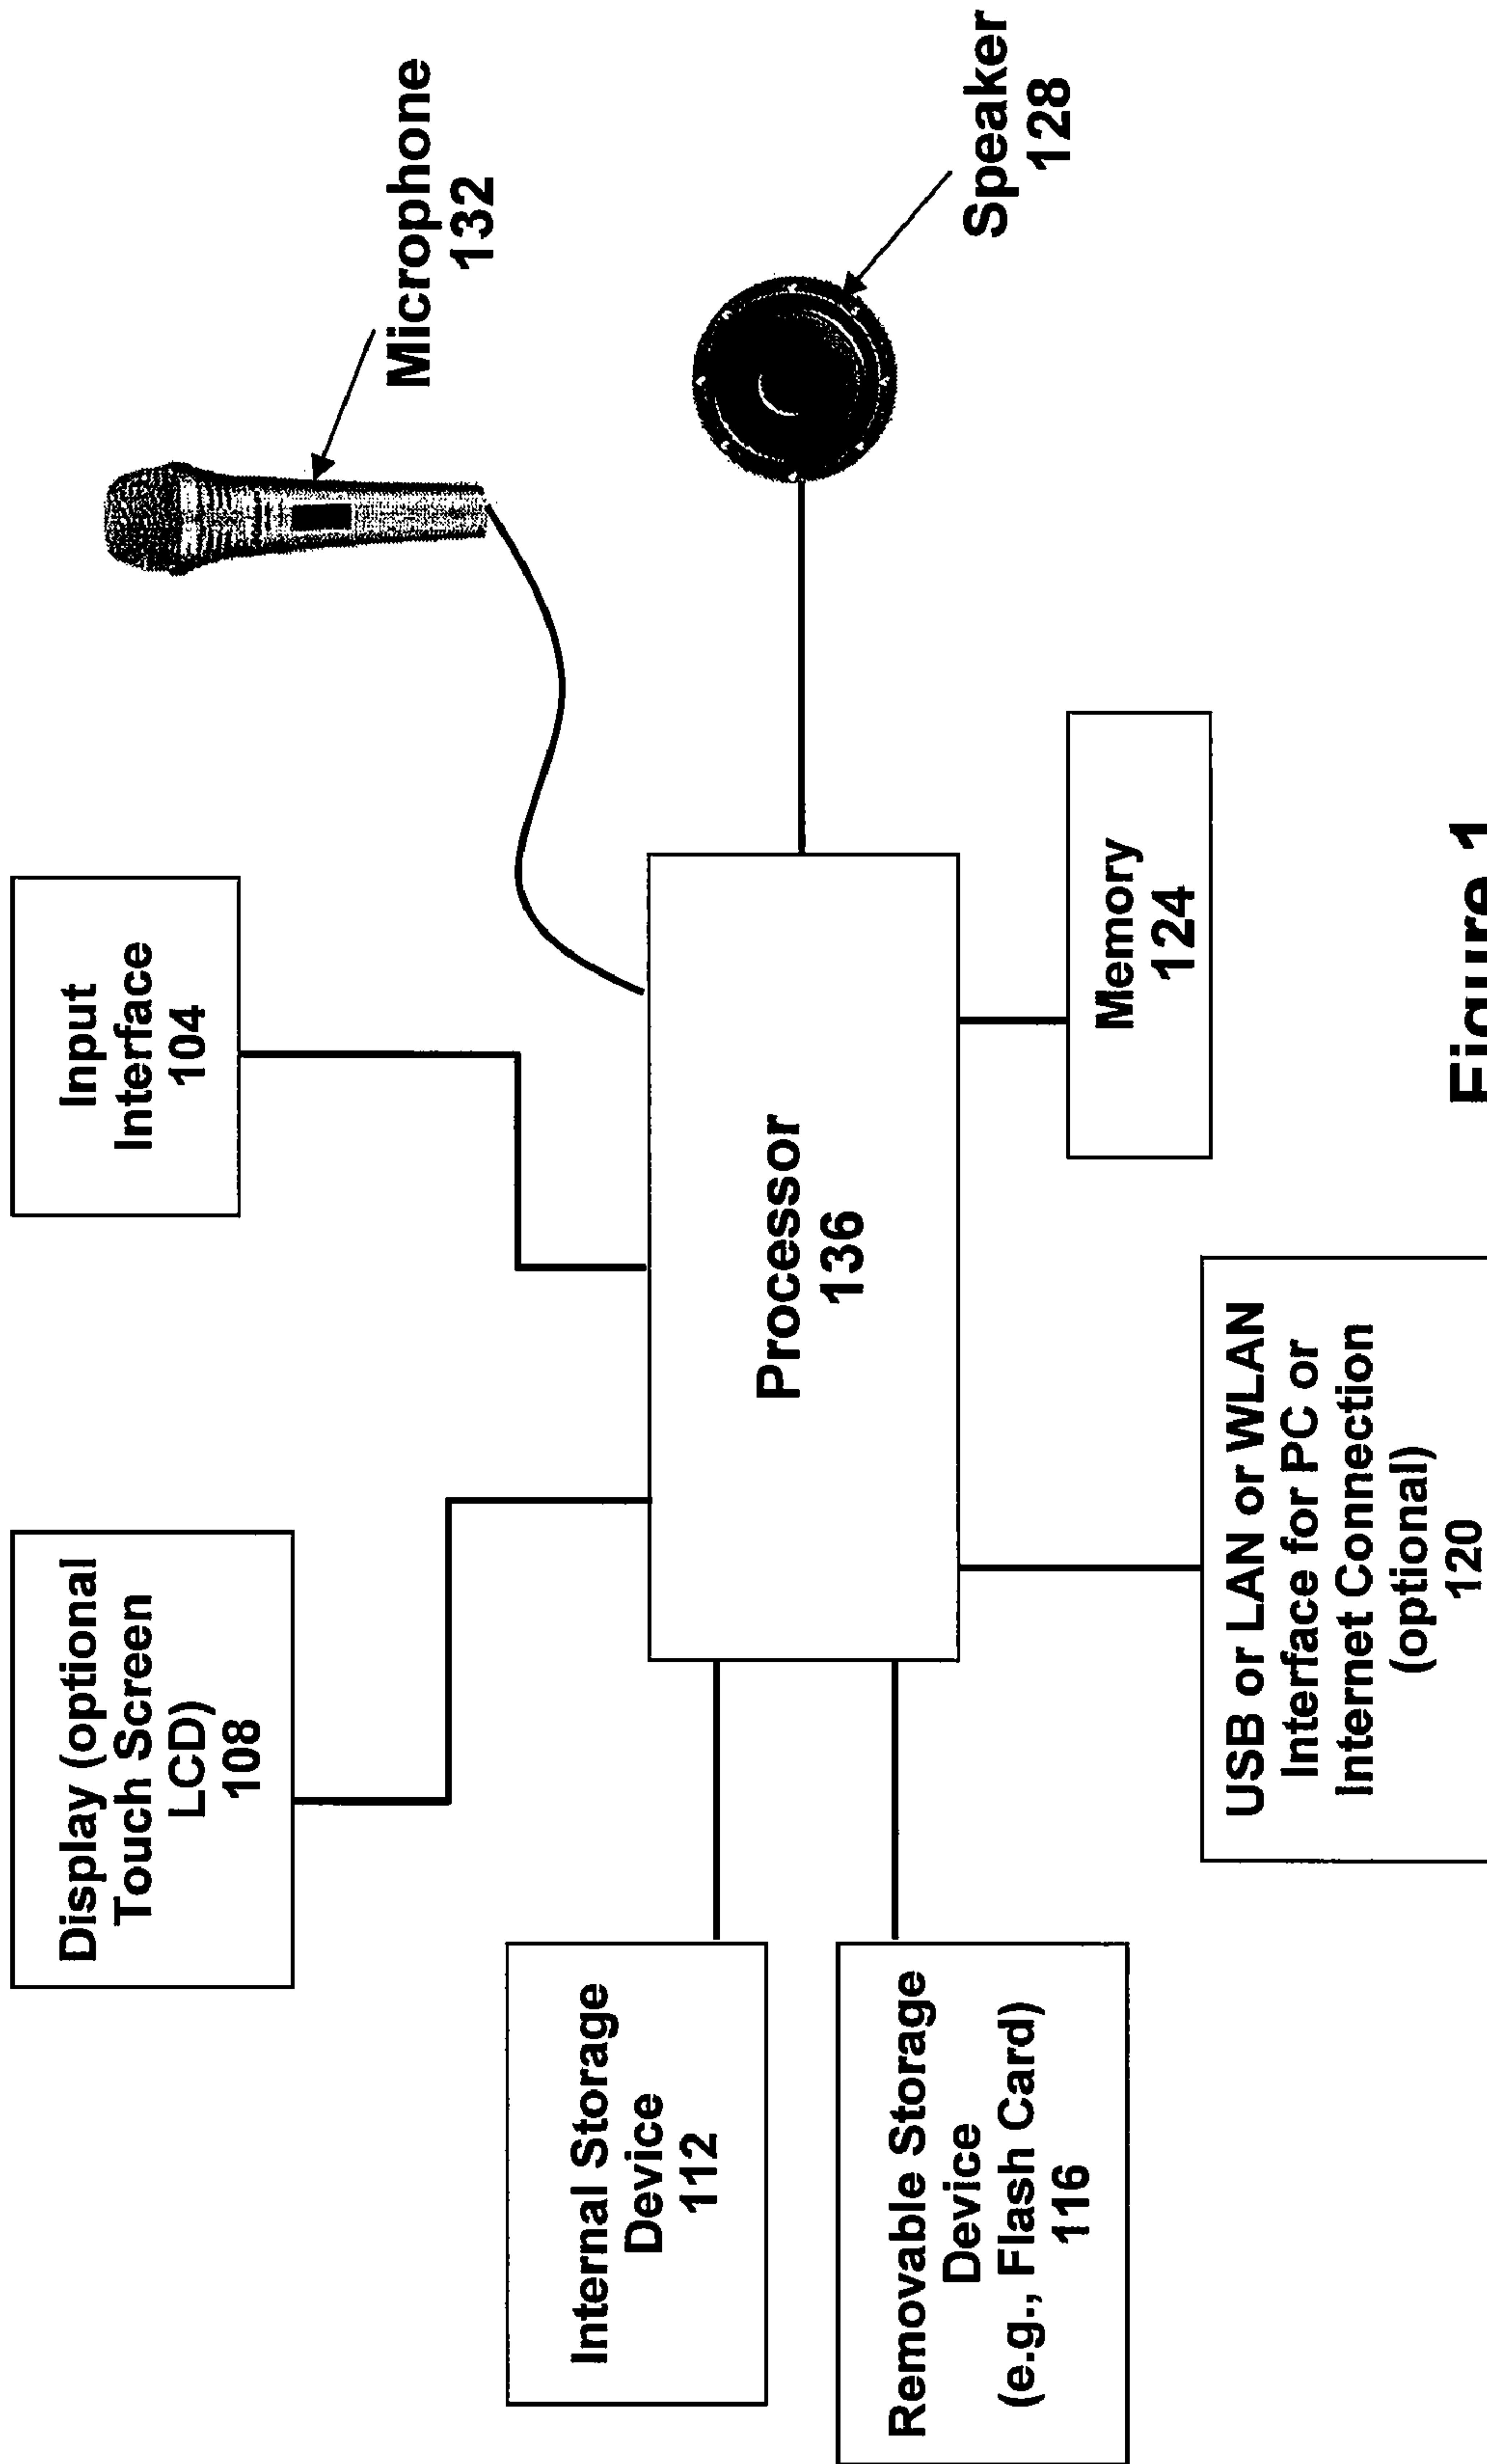 Display (optional
Touch Screen
LCD)
108
Input
Interface
104
Microphone
132
Internal Storage
Device
112
Processor
136
Speaker
128
Removable Storage
Device
(e.g., Flash Card)
116
USB or LAN or WLAN
Interface for PC or
Internet Connection
(optional)
120
Memory
124
Figure 1